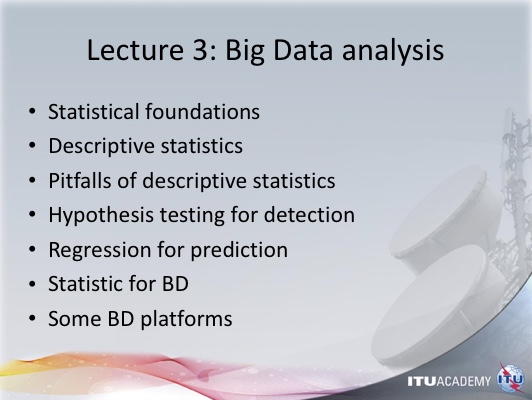 Lecture 3: Big Data analysis
• Statistical foundations
• Descriptive statistics
• Pitfalls of descriptive statistics
• Hypothesis testing for detection
• Regression for prediction
• Statistic for BD
• Some BD platforms
ITUACADEMY ITU